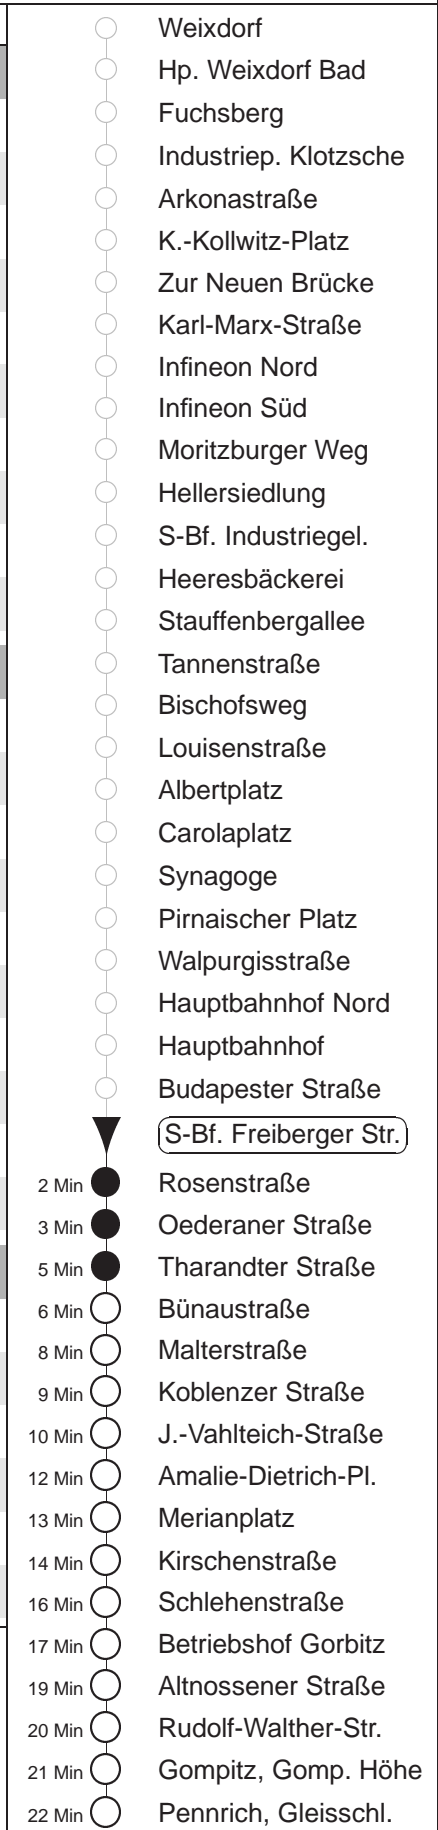 Weixdorf
Hp. Weixdorf Bad
Fuchsberg
Industriep. Klotzsche
Arkonastraße
K.-Kollwitz-Platz
Zur Neuen Brücke
Karl-Marx-Straße
Infineon Nord
Infineon Süd
Moritzburger Weg
Hellersiedlung
S-Bf. Industriegel.
Heeresbäckerei
Stauffenbergallee
Tannenstraße
Bischofsweg
Louisenstraße
Albertplatz
Carolaplatz
Synagoge
Pirnaischer Platz
Walpurgisstraße
Hauptbahnhof Nord
Hauptbahnhof
Budapester Straße
S-Bf. Freiberger Str.
2 Min Rosenstraße
3 Min Oederaner Straße
5 Min Tharandter Straße
6 Min Bünaustraße
8 Min Malterstraße
9 Min Koblenzer Straße
10 Min J.-Vahlteich-Straße
12 Min Amalie-Dietrich-Pl.
13 Min Merianplatz
14 Min Kirschenstraße
16 Min Schlehenstraße
17 Min Betriebshof Gorbitz
19 Min Altnossener Straße
20 Min Rudolf-Walther-Str.
21 Min Gompitz, Gomp. Höhe
22 Min Pennrich, Gleisschl.